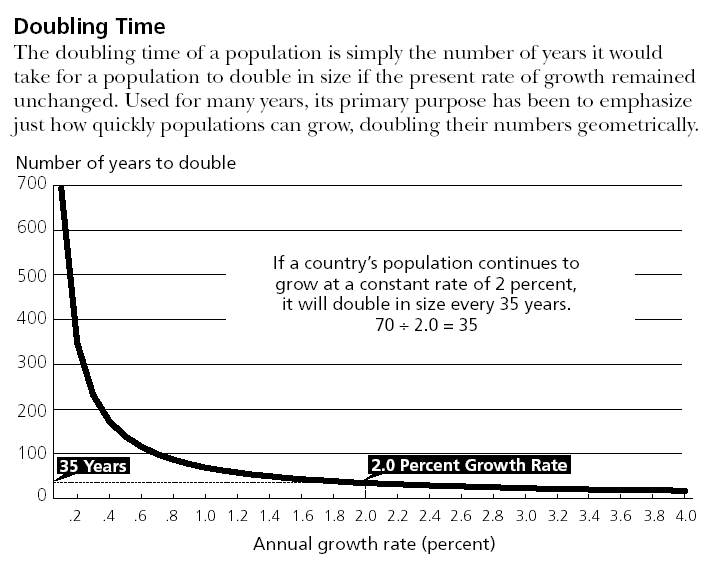 Doubling Time
The doubling time of a population is simply the number of years it would
take for a population to double in size if the present rate of growth remained
unchanged. Used for many years, its primary purpose has been to emphasize
just how quickly populations can grow, doubling their numbers geometrically.
Number of years to double
700
600
500
400
300
200
100
0
If a country's population continues to
grow at a constant rate of 2 percent,
it will double in size every 35 years.
70 ÷ 2.0 = 35
35 Years
2.0 Percent Growth Rate
.2 .4 .6 .8 1.0 1.2 1.4 1.6 1.8 2.0 2.2 2.4 2.6 2.8 3.0 3.2 3.4 3.6 3.8 4.0
Annual growth rate (percent)